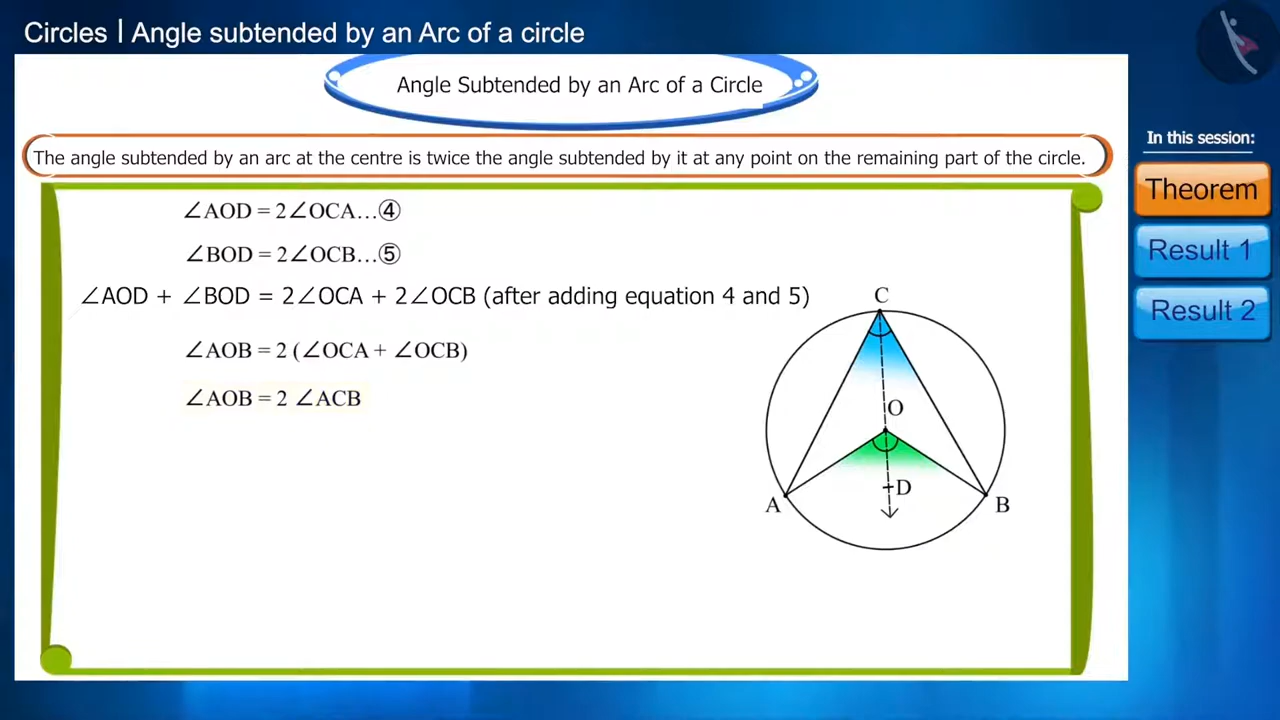 Circles | Angle subtended by an Arc of a circle
Angle Subtended by an Arc of a Circle
The angle subtended by an arc at the centre is twice the angle subtended by it at any point on the remaining part of the circle.
∠AOD = 2∠OCA...④
∠BOD = 2∠OCB...⑤
∠AOD + ∠BOD = 2∠OCA + 2∠OCB (after adding equation 4 and 5)
∠AOB = 2 (∠OCA + ∠OCB)
∠AOB = 2 ∠ACB
C
O
D
A
B
In this session:
Theorem
Result 1
Result 2